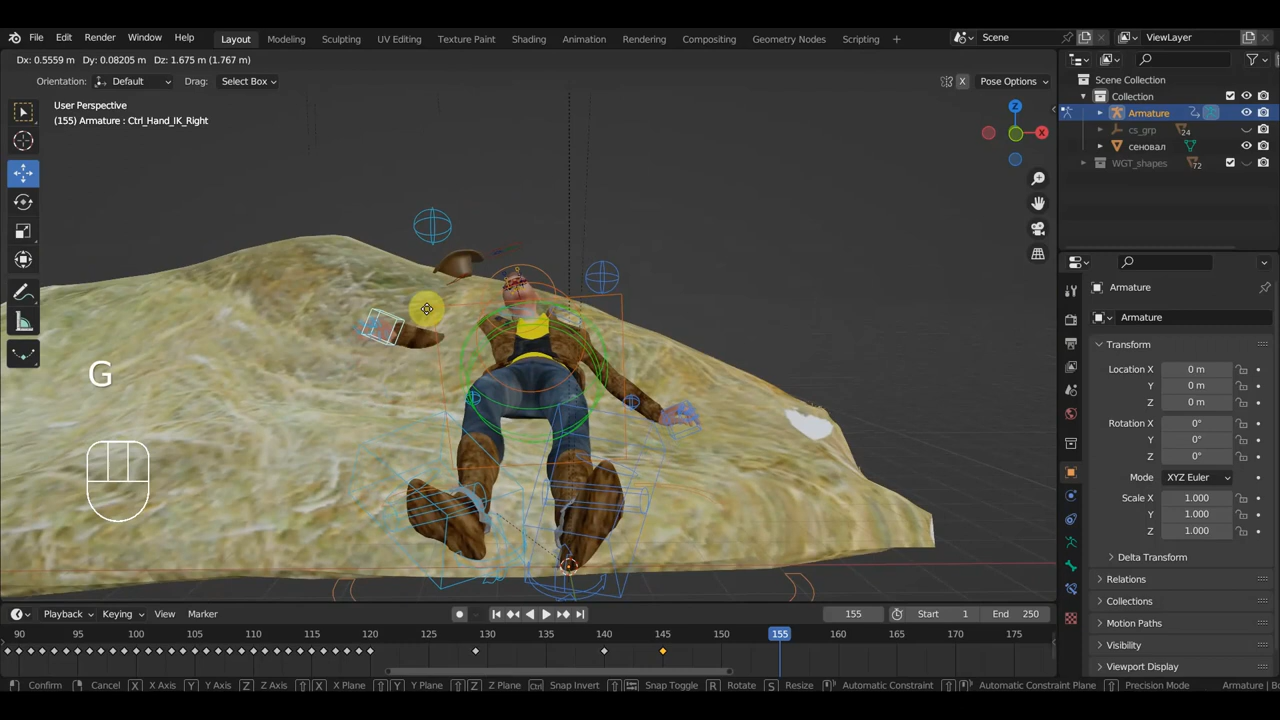 File Edit Render Window Help Layout Modeling Sculpting UV Editing Texture Paint Shading Animation Rendering Compositing Geometry Nodes Scripting + Scene ViewLayer
Dx: 0.5559 m Dy: 0.08205 m Dz: 1.675 m (1.767 m)
Orientation: Default Drag: Select Box X Pose Options
Scene Collection
Collection
Armature
cs_grp 24
сеновал
WGT_shapes 72
User Perspective
(155) Armature : Ctrl_Hand_IK_Right
Z
X
G
Armature
Armature
Transform
Location X 0 m
Y 0 m
Z 0 m
Rotation X 0°
Y 0°
Z 0°
Mode XYZ Euler
Scale X 1.000
Y 1.000
Z 1.000
Delta Transform
Relations
Collections
Motion Paths
Visibility
Viewport Display
Playback Keying View Marker 155 Start 1 End 250
90 95 100 105 110 115 120 125 130 135 140 145 150 155 160 165 170 175
Confirm Cancel X X Axis Y Y Axis Z Z Axis X X Plane Y Y Plane Z Z Plane Ctrl Snap Invert Snap Toggle R Rotate S Resize Automatic Constraint Automatic Constraint Plane Precision Mode Armature | Bo